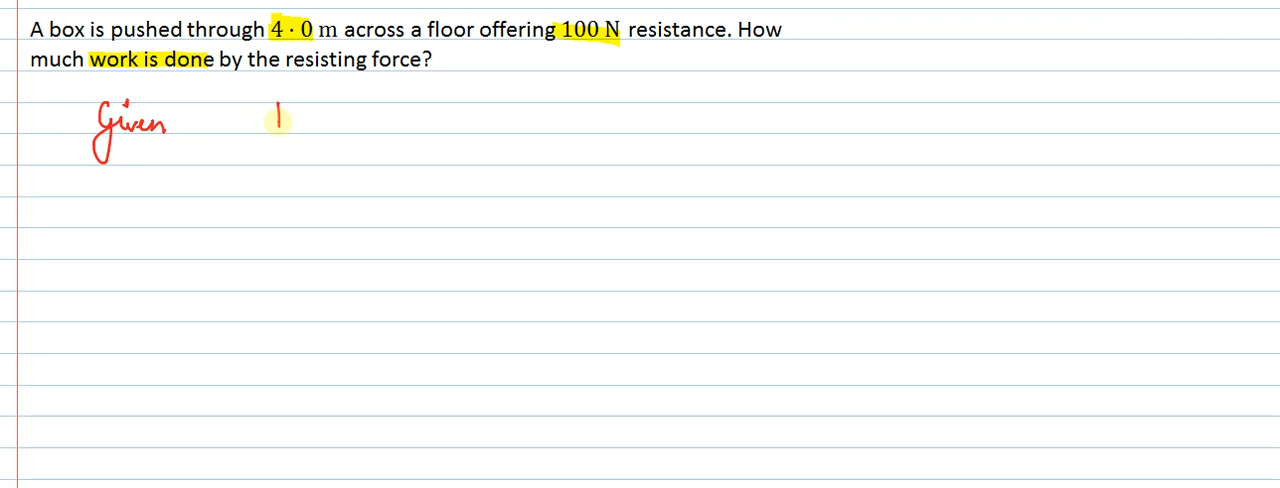 A box is pushed through 4 · 0 m across a floor offering 100 N resistance. How
much work is done by the resisting force?
Given